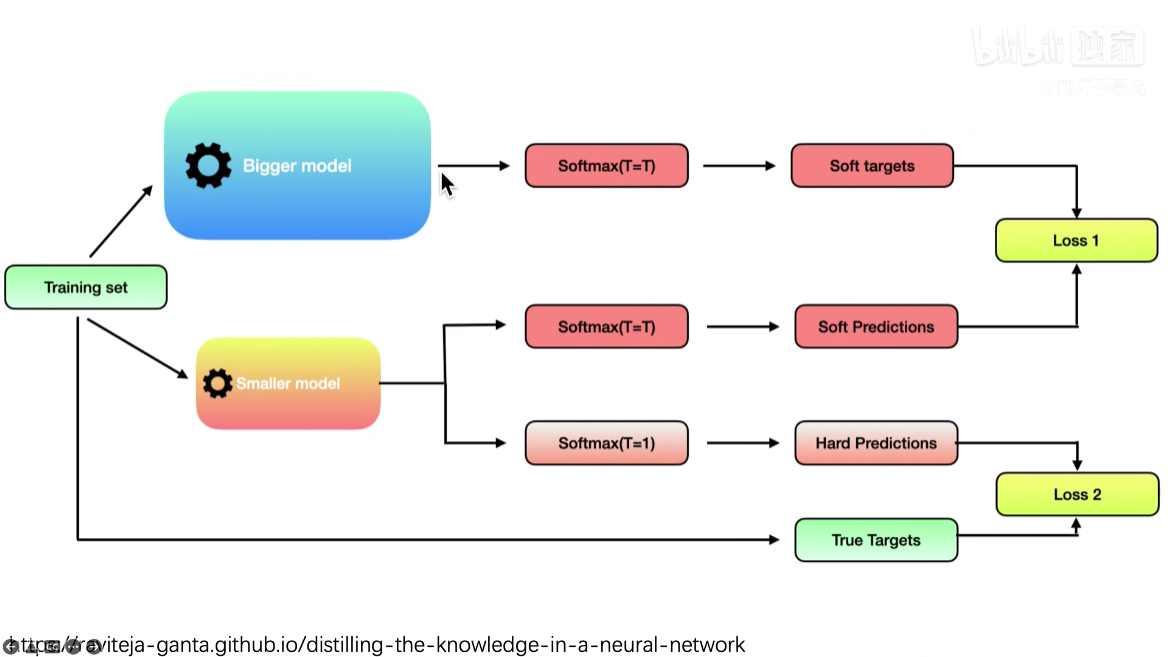 bilibili 独家
Bigger model
Softmax(T=T)
Soft targets
Loss 1
Training set
Softmax(T=T)
Soft Predictions
Smaller model
Softmax(T=1)
Hard Predictions
Loss 2
True Targets
https://raviteja-ganta.github.io/distilling-the-knowledge-in-a-neural-network